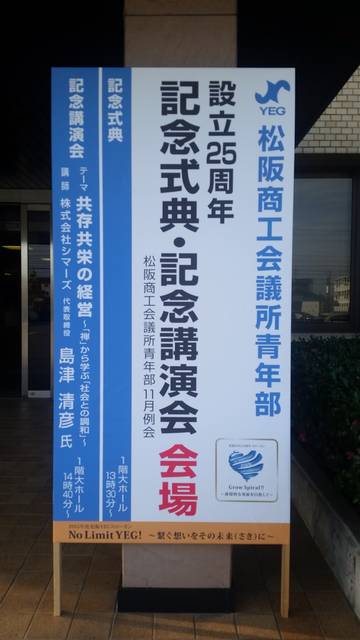 YEG
松阪商工会議所青年部
設立25周年
記念式典・記念講演会 会場
松阪商工会議所青年部11月例会
記念式典
1階大ホール
13時30分～
記念講演会
テーマ 共存共栄の経営 ～「禅」から学ぶ「社会との調和」～
講師 株式会社シマーズ 代表取締役 島津 清彦 氏
1階大ホール
14時40分～
Grow Spiral!!
No Limit YEG! ～繋ぐ想いをその未来(さき)に～